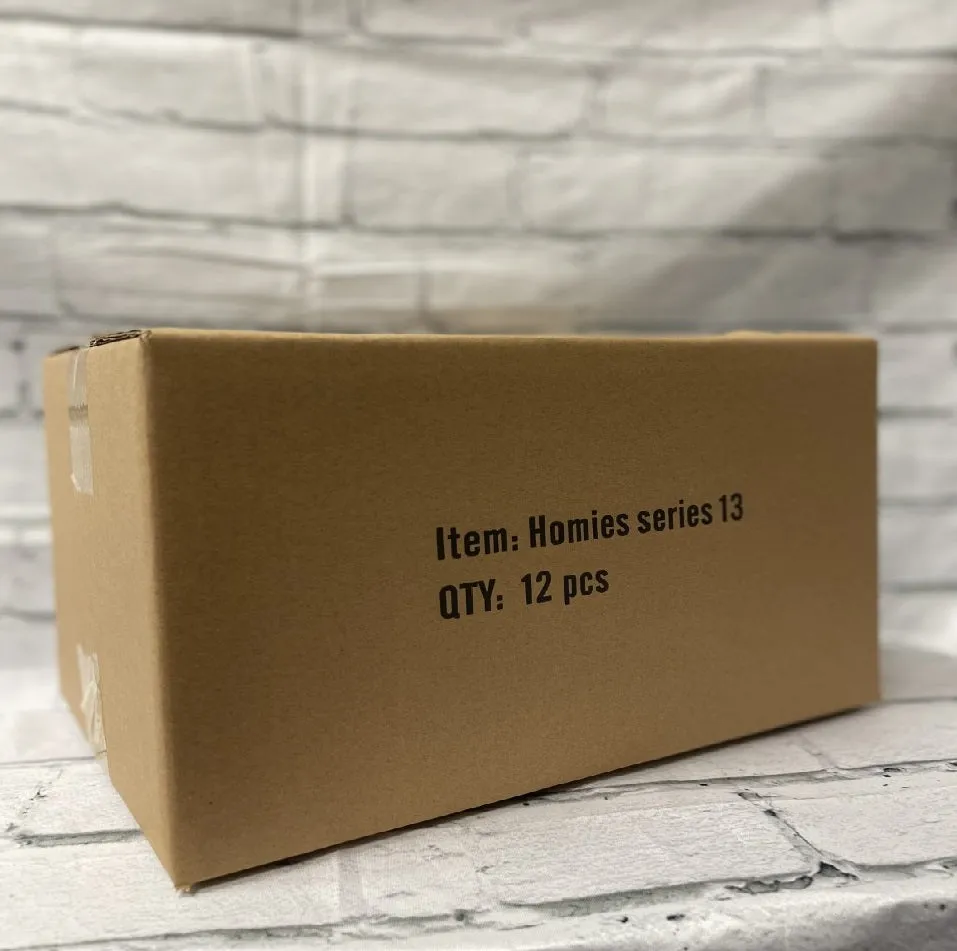 Item: Homies series 13
QTY: 12 pcs